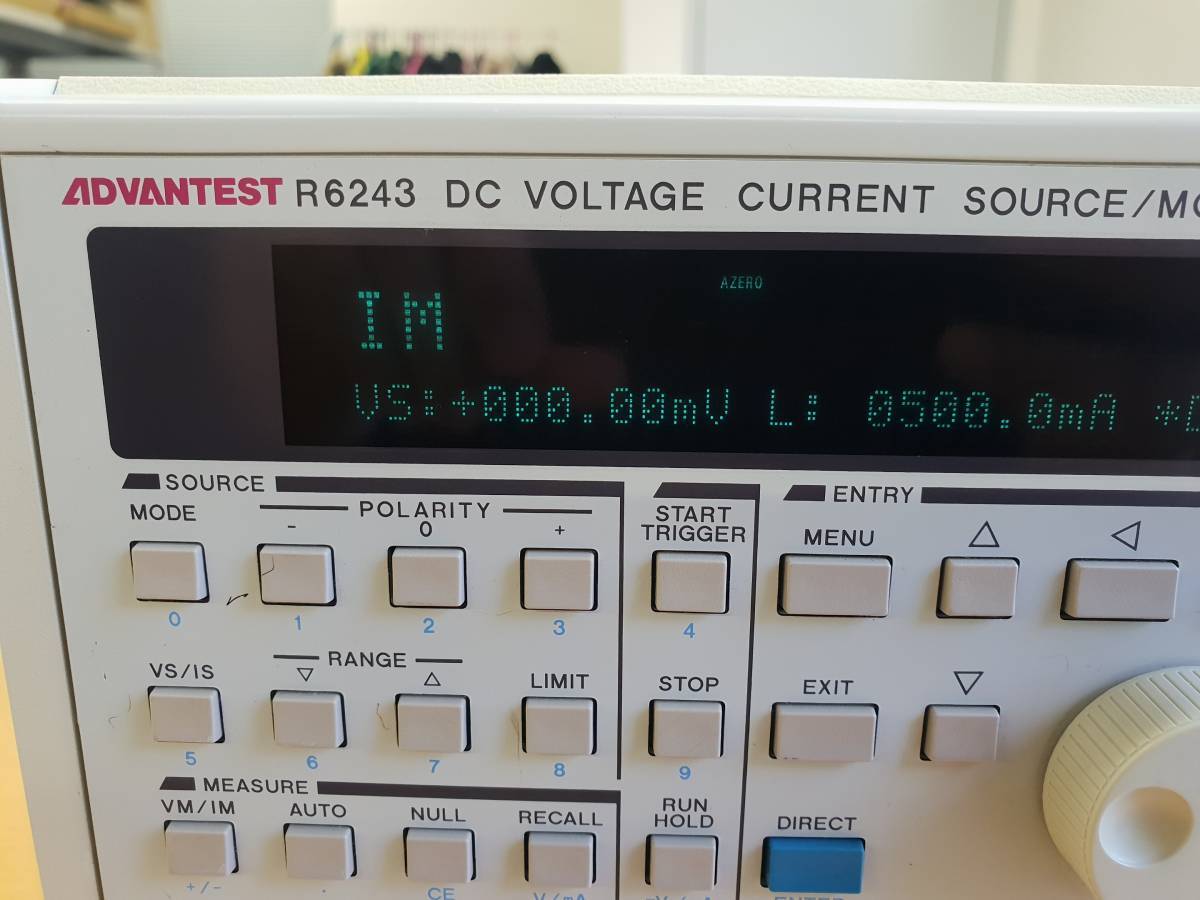 ADVANTEST R6243 DC VOLTAGE CURRENT SOURCE/MO
AZERO
IM
VS:+000.00mV L: 0500.0mA *
SOURCE
ENTRY
MODE
POLARITY
- 0 +
START
TRIGGER
MENU
0 1 2 3 4
VS/IS
RANGE
LIMIT
STOP
EXIT
5 6 7 8 9
MEASURE
VM/IM AUTO NULL RECALL
RUN
HOLD
DIRECT
+/- . CE